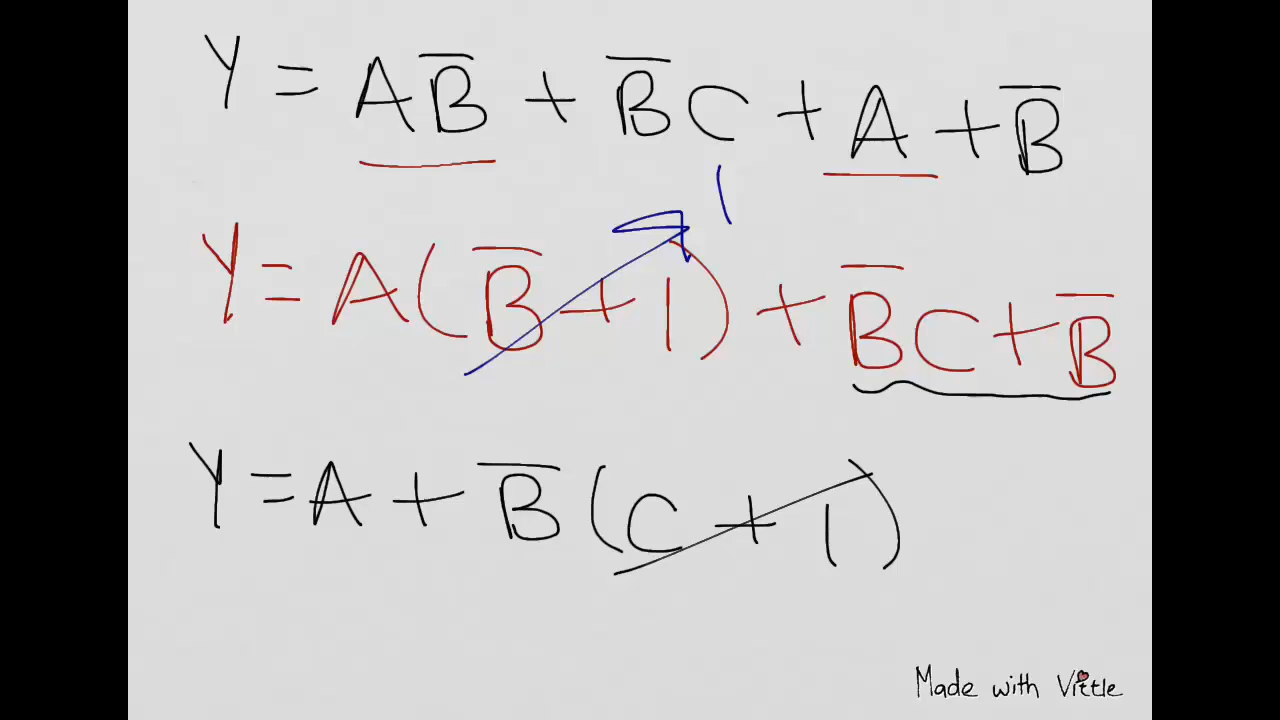 Y = AB̅ + B̅C + A + B̅
1
Y = A(B̅ + 1) + B̅C + B̅
Y = A + B̅(C + 1)
Made with Vittle